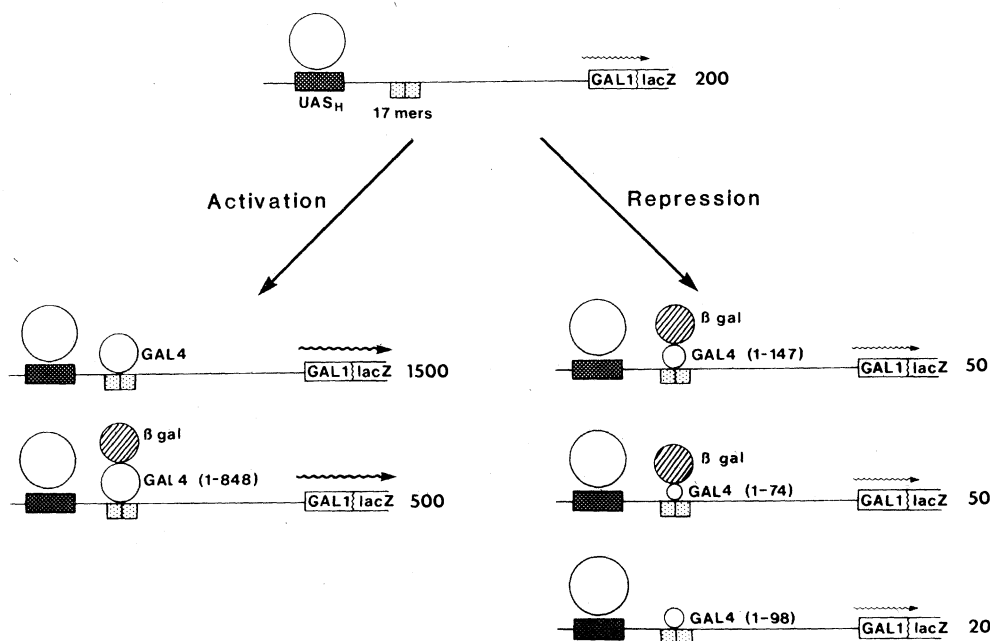 GAL1 lacZ 200
UASH
17 mers
Activation
Repression
GAL4
GAL1 lacZ 1500
β gal
GAL4 (1-848)
GAL1 lacZ 500
β gal
GAL4 (1-147)
GAL1 lacZ 50
β gal
GAL4 (1-74)
GAL1 lacZ 50
GAL4 (1-98)
GAL1 lacZ 20